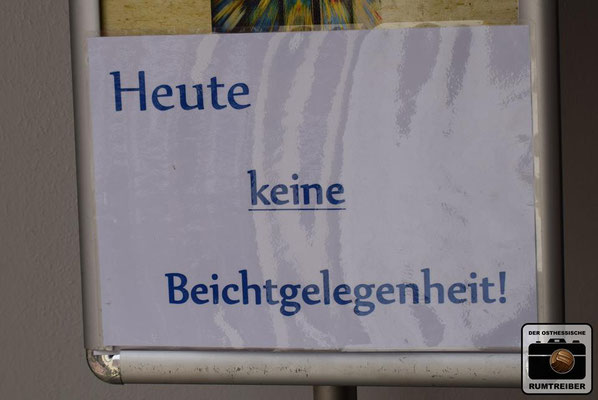 Heute
keine
Beichtgelegenheit!
DER OSTHESSISCHE
RUMTREIBER